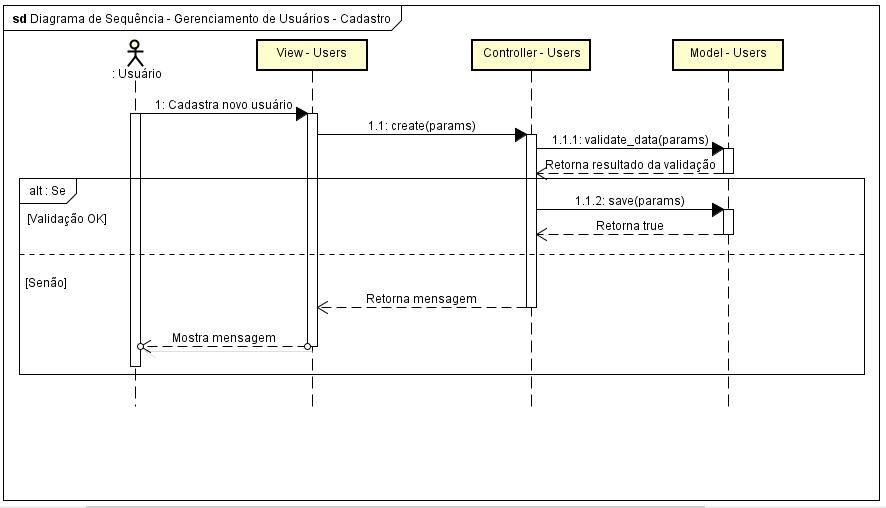 sd Diagrama de Sequência - Gerenciamento de Usuários - Cadastro
: Usuário
View - Users
Controller - Users
Model - Users
1: Cadastra novo usuário
1.1: create(params)
1.1.1: validate_data(params)
Retorna resultado da validação
alt : Se
[Validação OK]
1.1.2: save(params)
Retorna true
[Senão]
Retorna mensagem
Mostra mensagem